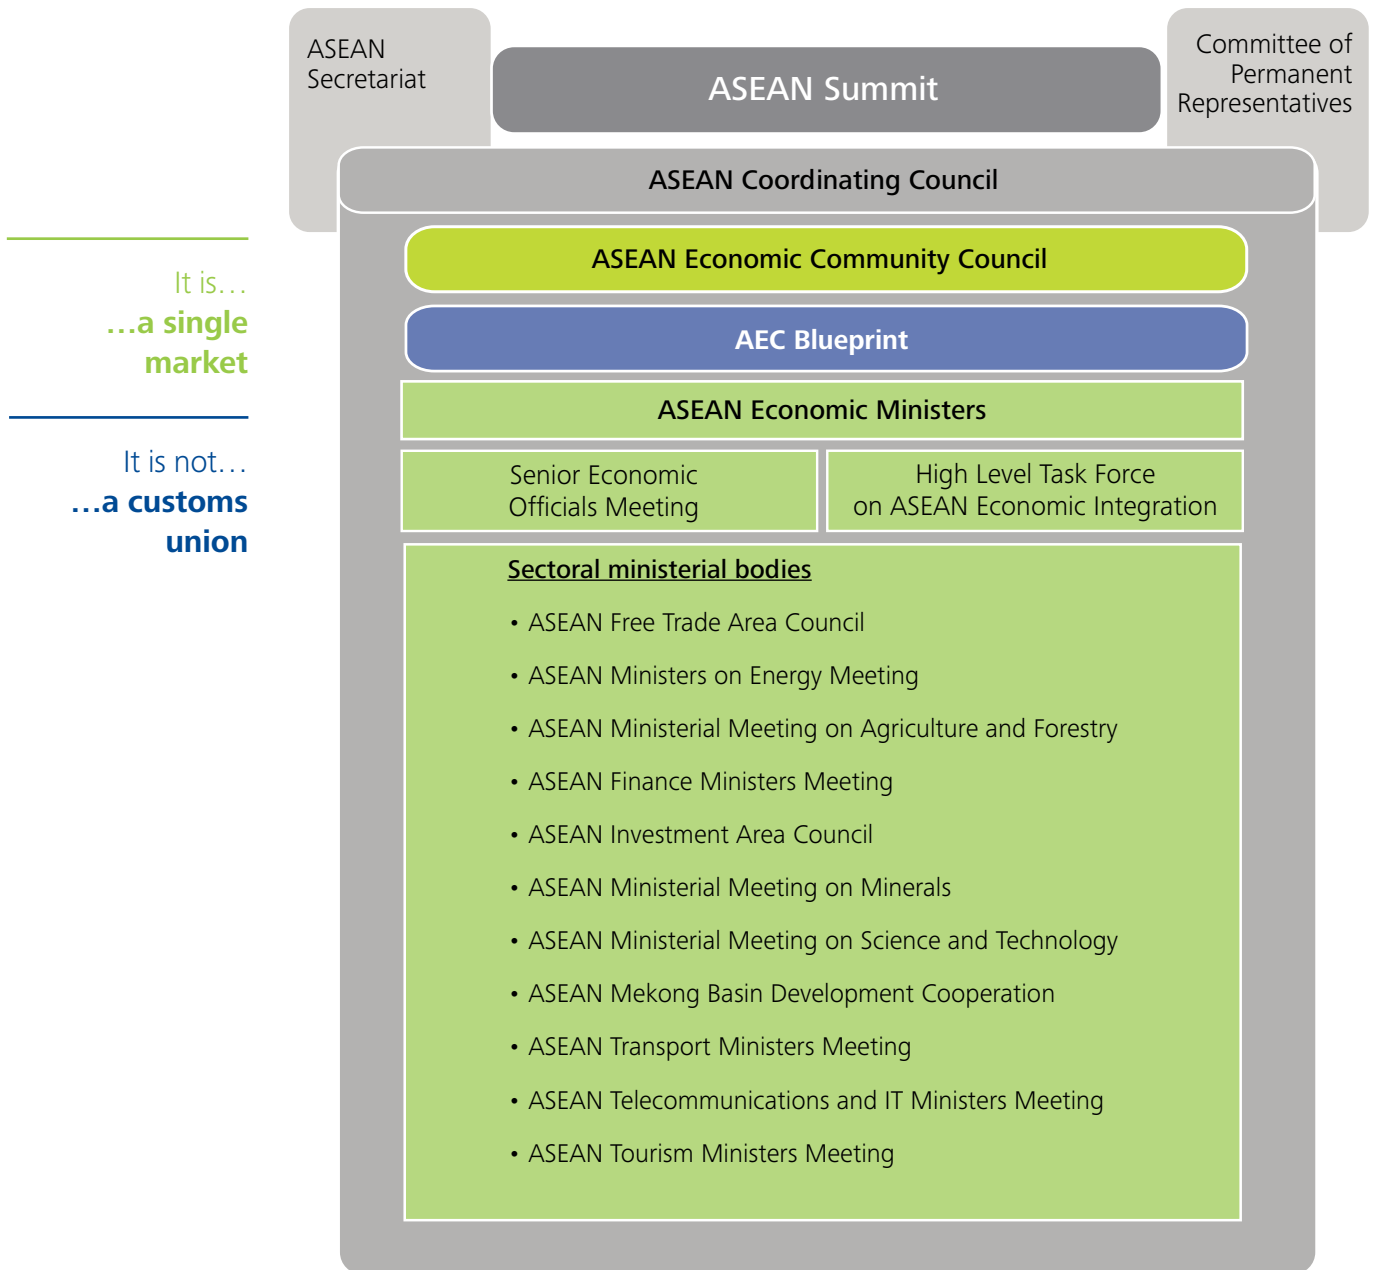 ASEAN
Secretariat
ASEAN Summit
Committee of
Permanent
Representatives
ASEAN Coordinating Council
ASEAN Economic Community Council
AEC Blueprint
ASEAN Economic Ministers
Senior Economic
Officials Meeting
High Level Task Force
on ASEAN Economic Integration
Sectoral ministerial bodies
• ASEAN Free Trade Area Council
• ASEAN Ministers on Energy Meeting
• ASEAN Ministerial Meeting on Agriculture and Forestry
• ASEAN Finance Ministers Meeting
• ASEAN Investment Area Council
• ASEAN Ministerial Meeting on Minerals
• ASEAN Ministerial Meeting on Science and Technology
• ASEAN Mekong Basin Development Cooperation
• ASEAN Transport Ministers Meeting
• ASEAN Telecommunications and IT Ministers Meeting
• ASEAN Tourism Ministers Meeting
It is…
…a single
market
It is not…
…a customs
union